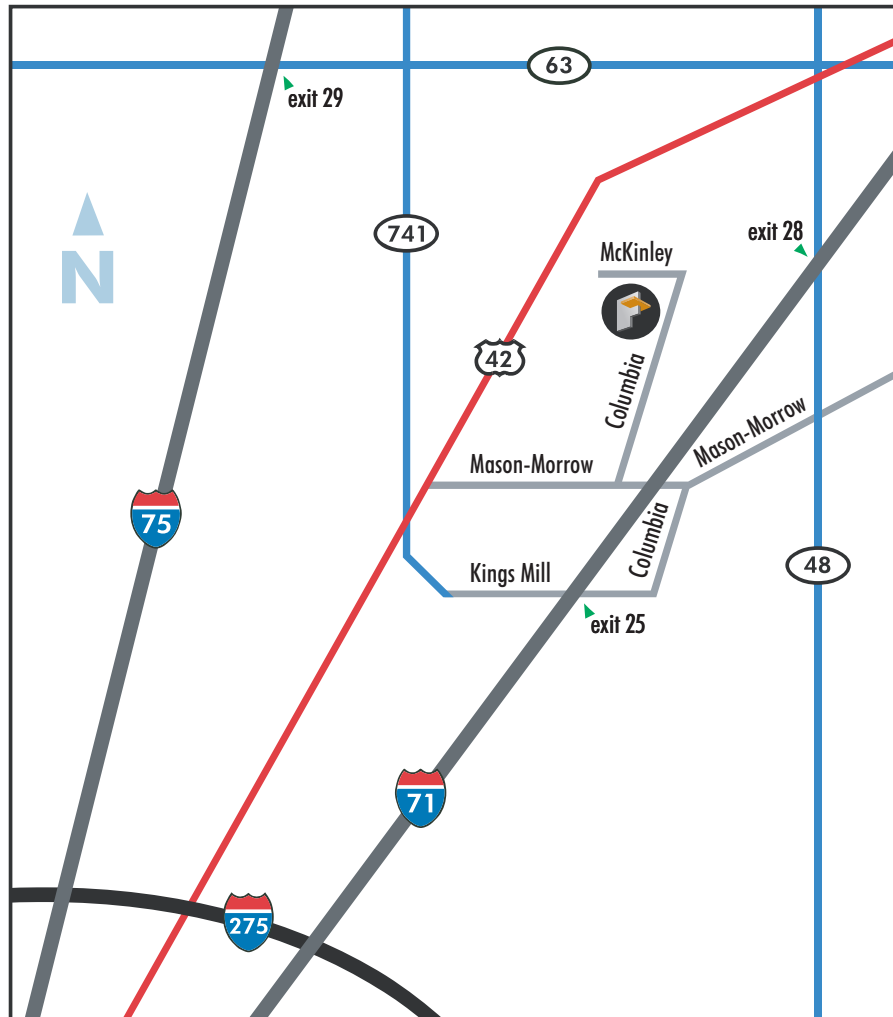 63
exit 29
741
exit 28
McKinley
N
42
Columbia
Mason-Morrow
Mason-Morrow
75
Columbia
Kings Mill
48
exit 25
71
275